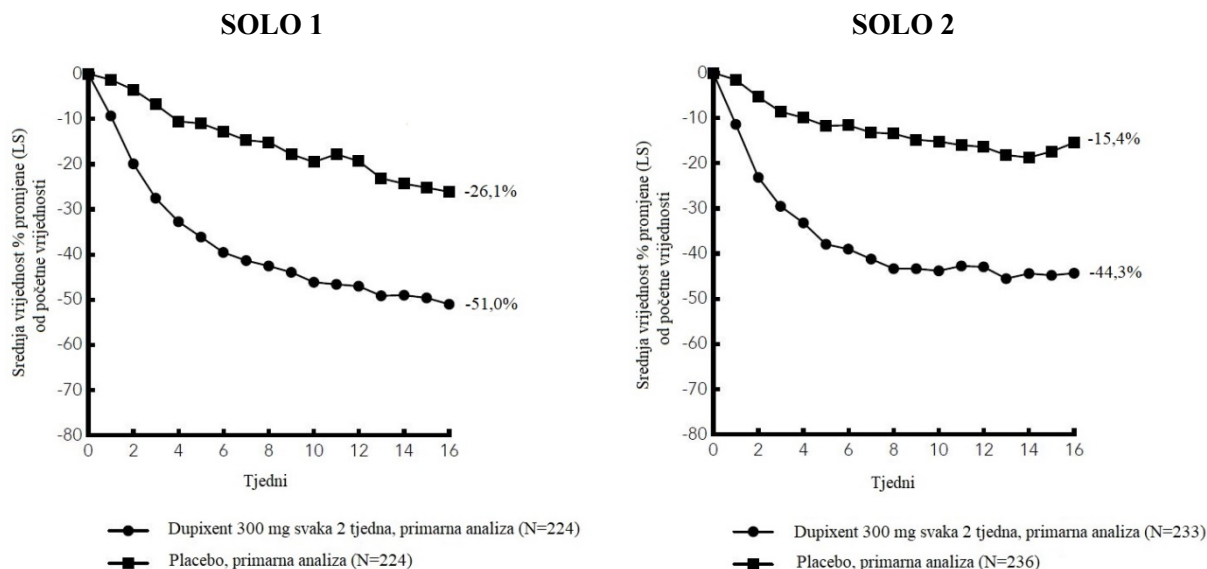 SOLO 1
Srednja vrijednost % promjene (LS)
od početne vrijednosti
0
-10
-20
-30
-40
-50
-60
-70
-80
-26,1%
-51,0%
0 2 4 6 8 10 12 14 16
Tjedni
Dupixent 300 mg svaka 2 tjedna, primarna analiza (N=224)
Placebo, primarna analiza (N=224)
SOLO 2
Srednja vrijednost % promjene (LS)
od početne vrijednosti
0
-10
-20
-30
-40
-50
-60
-70
-80
-15,4%
-44,3%
0 2 4 6 8 10 12 14 16
Tjedni
Dupixent 300 mg svaka 2 tjedna, primarna analiza (N=233)
Placebo, primarna analiza (N=236)